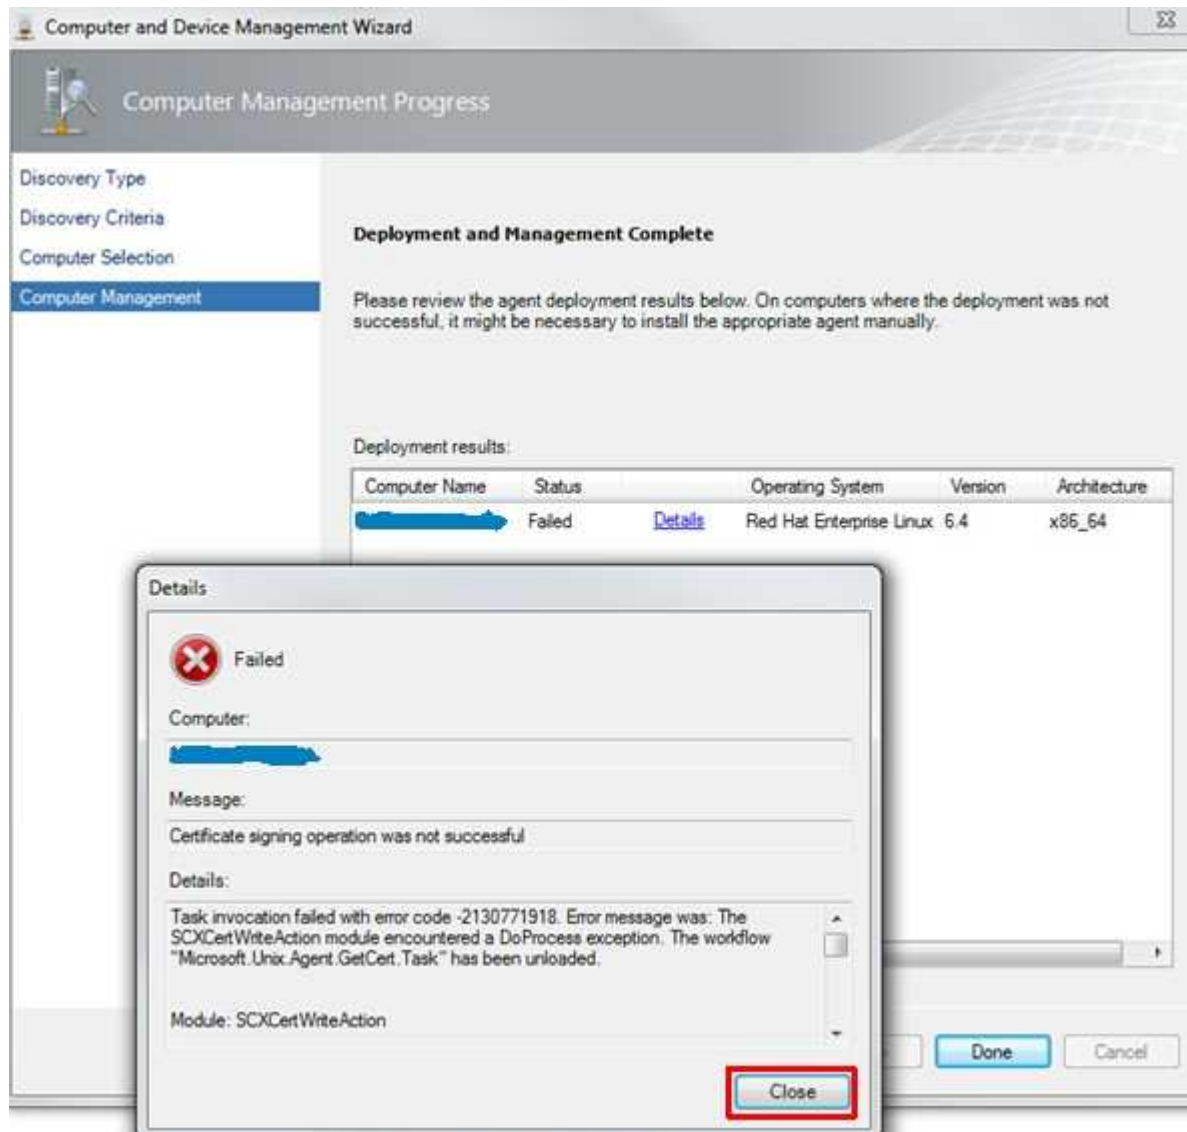 Computer and Device Management Wizard
Computer Management Progress
Discovery Type
Discovery Criteria
Computer Selection
Computer Management
Deployment and Management Complete
Please review the agent deployment results below. On computers where the deployment was not
successful, it might be necessary to install the appropriate agent manually.
Deployment results:
Computer Name Status Operating System Version Architecture
Failed Details Red Hat Enterprise Linux 6.4 x86_64
Details
Failed
Computer:
Message:
Certificate signing operation was not successful
Details:
Task invocation failed with error code -2130771918. Error message was: The
SCXCertWriteAction module encountered a DoProcess exception. The workflow
"Microsoft.Unix.Agent.GetCert.Task" has been unloaded.
Module: SCXCertWriteAction
Done Cancel
Close